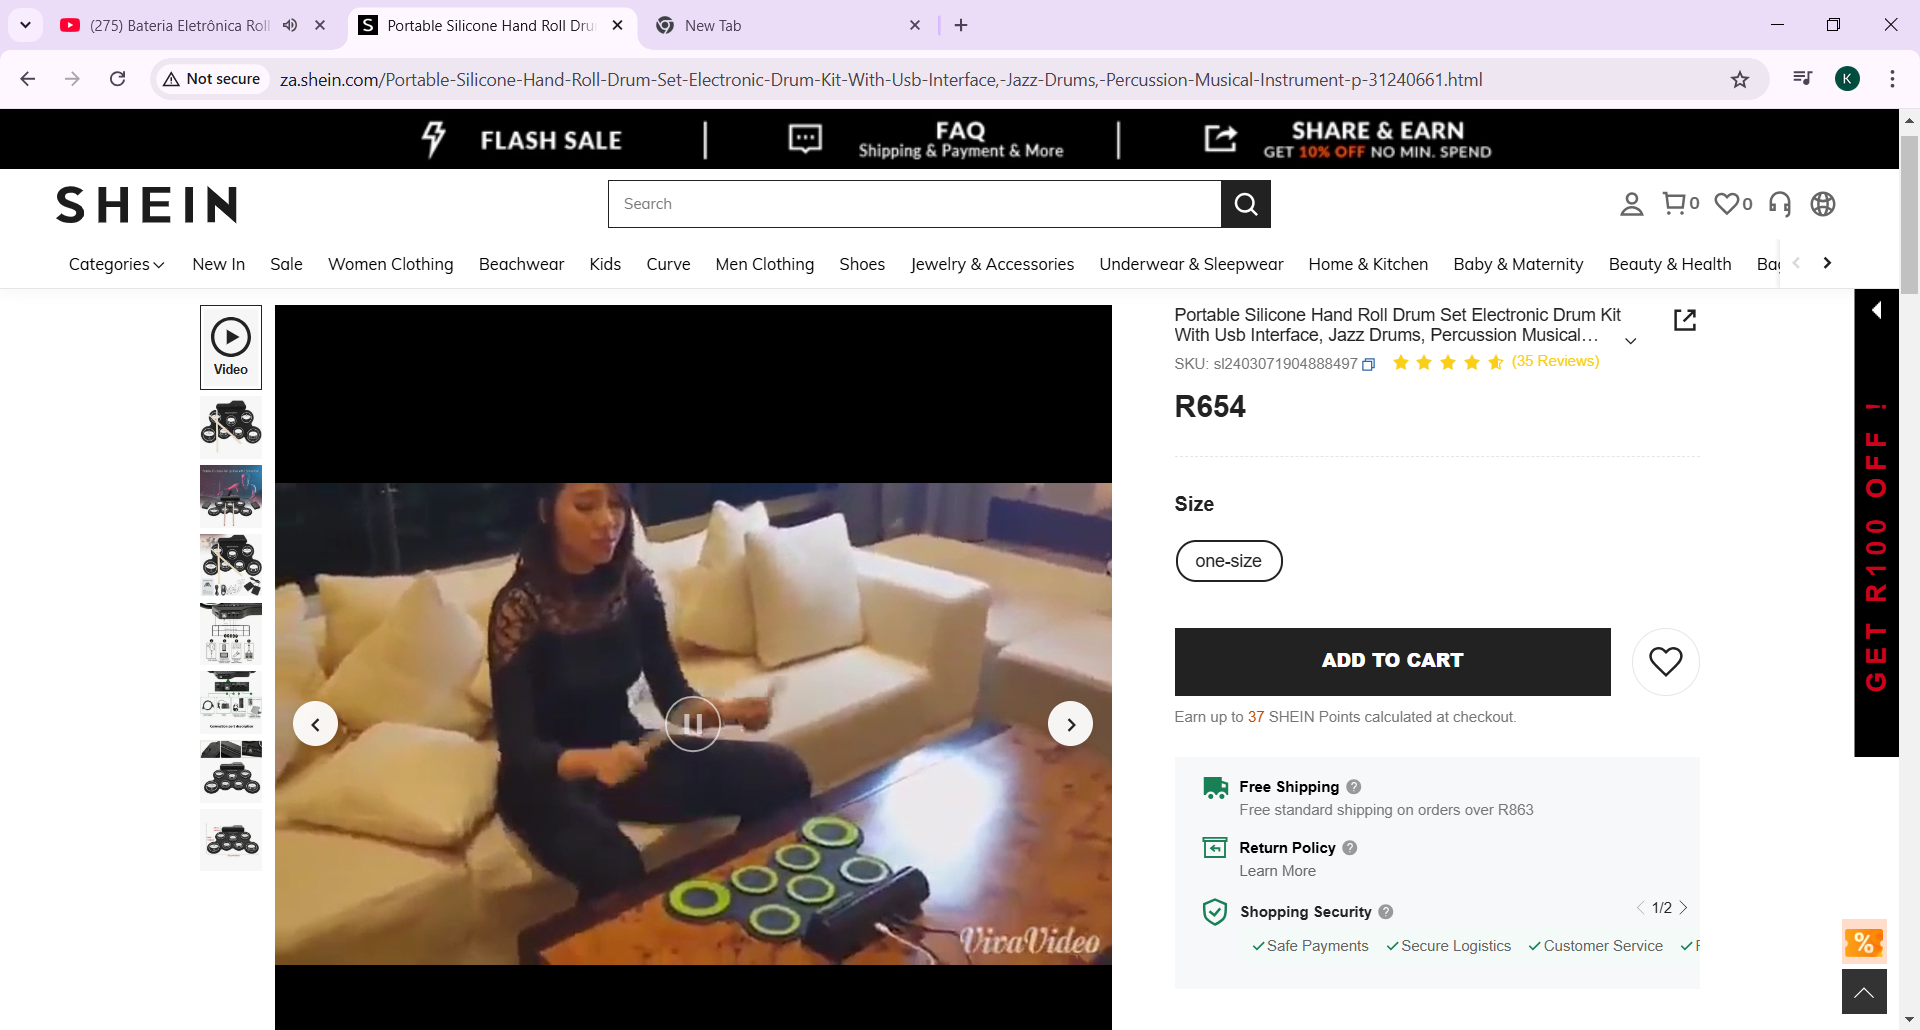 (275) Bateria Eletrônica Roll
Portable Silicone Hand Roll Dru
New Tab
Not secure
za.shein.com/Portable-Silicone-Hand-Roll-Drum-Set-Electronic-Drum-Kit-With-Usb-Interface,-Jazz-Drums,-Percussion-Musical-Instrument-p-31240661.html
K
FLASH SALE
FAQ
Shipping & Payment & More
SHARE & EARN
GET 10% OFF NO MIN. SPEND
SHEIN
Search
0
0
Categories
New In
Sale
Women Clothing
Beachwear
Kids
Curve
Men Clothing
Shoes
Jewelry & Accessories
Underwear & Sleepwear
Home & Kitchen
Baby & Maternity
Beauty & Health
Bag
Video
Portable Silicone Hand Roll Drum Set Electronic Drum Kit
With Usb Interface, Jazz Drums, Percussion Musical…
SKU: sl2403071904888497
(35 Reviews)
R654
Size
one-size
ADD TO CART
Earn up to 37 SHEIN Points calculated at checkout.
Free Shipping ?
Free standard shipping on orders over R863
Return Policy ?
Learn More
Shopping Security ?
1/2
Safe Payments
Secure Logistics
Customer Service
GET R100 OFF !
%
VivaVideo